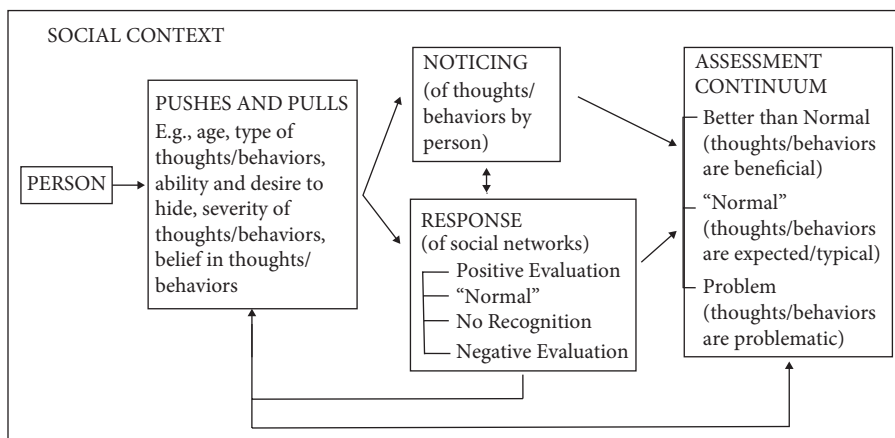 SOCIAL CONTEXT
PERSON
PUSHES AND PULLS
E.g., age, type of
thoughts/behaviors,
ability and desire to
hide, severity of
thoughts/behaviors,
belief in thoughts/
behaviors
NOTICING
(of thoughts/
behaviors by
person)
RESPONSE
(of social networks)
Positive Evaluation
“Normal”
No Recognition
Negative Evaluation
ASSESSMENT
CONTINUUM
Better than Normal
(thoughts/behaviors
are beneficial)
“Normal”
(thoughts/behaviors
are expected/typical)
Problem
(thoughts/behaviors
are problematic)